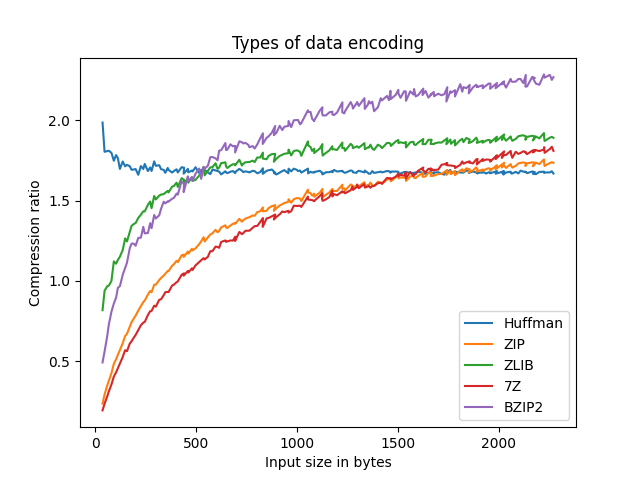 Types of data encoding
Compression ratio
2.0
1.5
1.0
0.5
0
500
1000
1500
2000
Input size in bytes
Huffman
ZIP
ZLIB
7Z
BZIP2